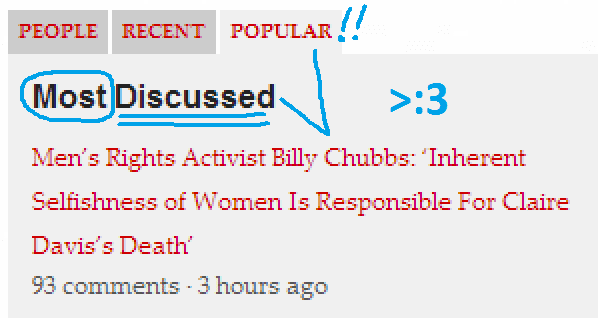 PEOPLE RECENT POPULAR !!
Most Discussed >:3
Men's Rights Activist Billy Chubbs: ‘Inherent
Selfishness of Women Is Responsible For Claire
Davis's Death’
93 comments · 3 hours ago